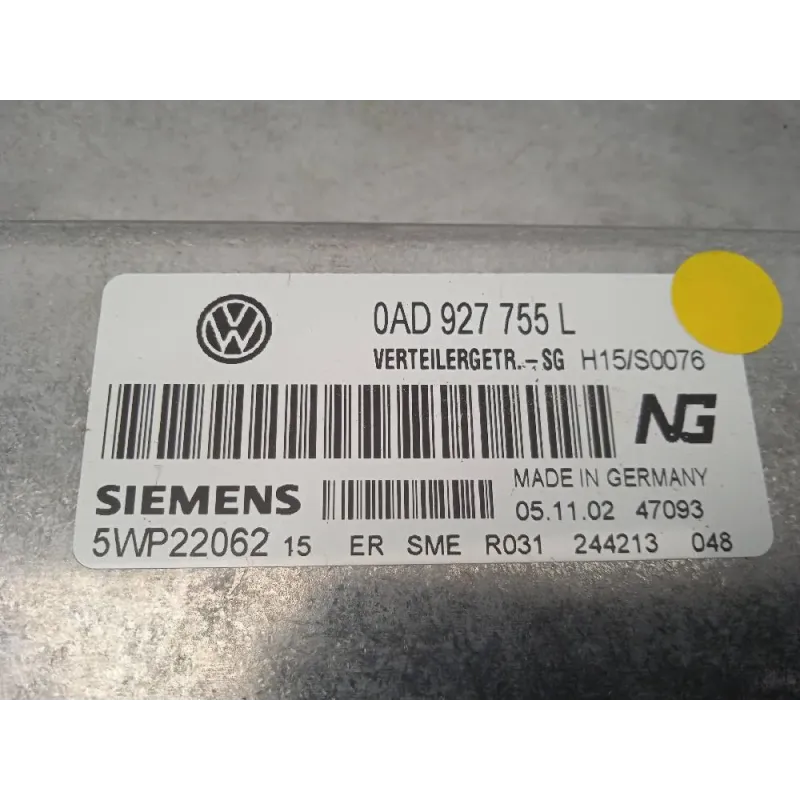 0AD 927 755 L
VERTEILERGETR.-SG H15/S0076
NG
MADE IN GERMANY
SIEMENS 05.11.02 47093
5WP22062 15 ER SME R031 244213 048